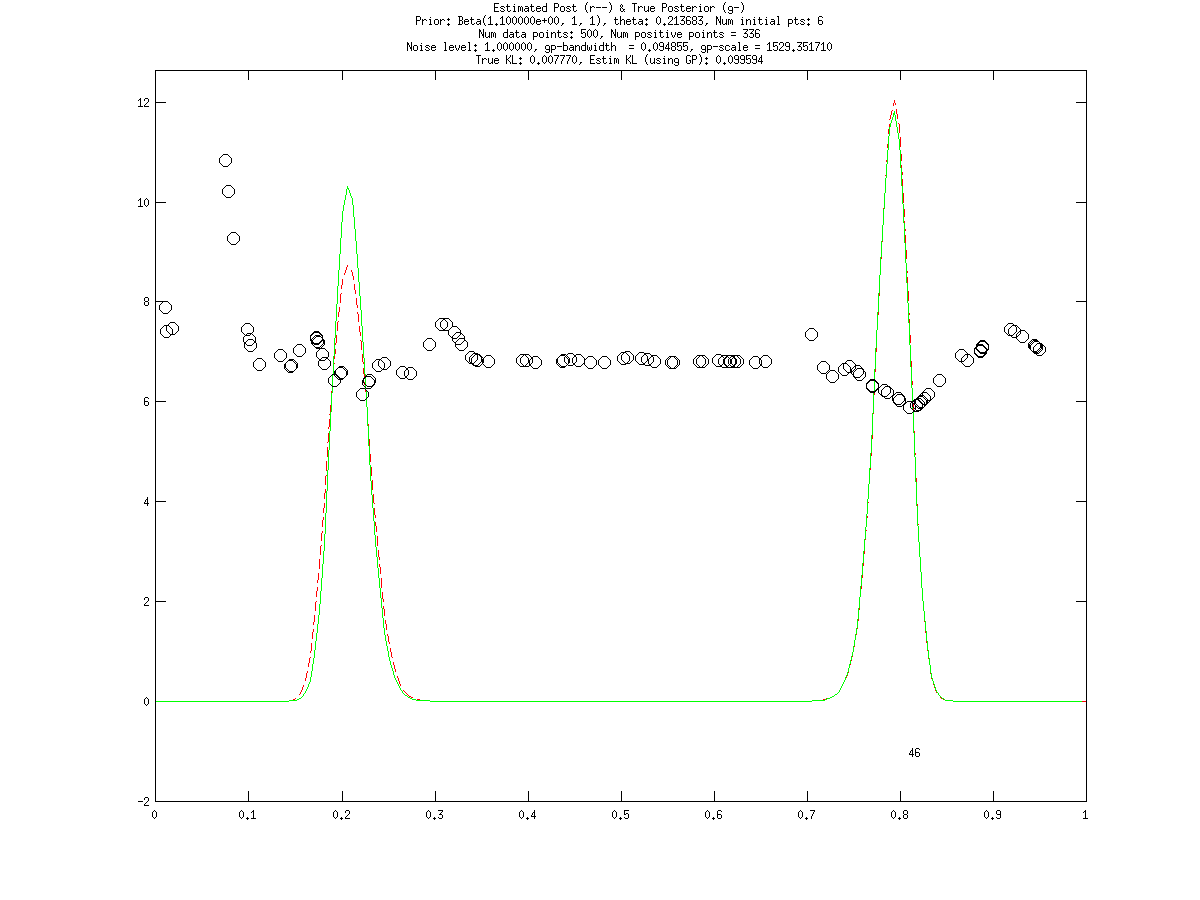 Estimated Post (r--) & True Posterior (g-)
Prior: Beta(1.100000e+00, 1, 1), theta: 0.213683, Num initial pts: 6
Num data points: 500, Num positive points = 336
Noise level: 1.000000, gp-bandwidth  = 0.094855, gp-scale = 1529.351710
True KL: 0.007770, Estim KL (using GP): 0.099594
12
10
8
6
4
2
0
46
-2
0 0.1 0.2 0.3 0.4 0.5 0.6 0.7 0.8 0.9 1